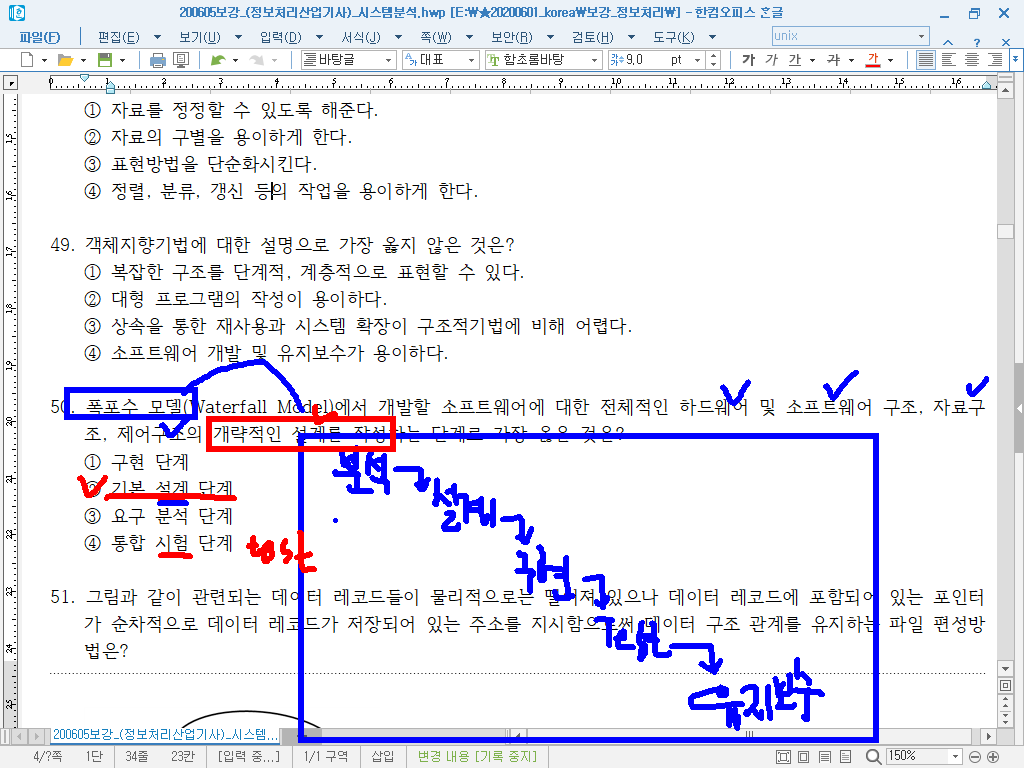 200605보강_(정보처리산업기사)_시스템분석.hwp [E:₩★20200601_korea₩보강_정보처리₩] - 한컴오피스 흔글
파일(F) 편집(E) 보기(U) 입력(D) 서식(J) 쪽(W) 보안(R) 검토(H) 도구(K) unix
바탕글 대표 함초롬바탕 9,0 pt 가 가 가 가 가
1 2 3 4 5 6 7 8 9 10 11 12 13 14 15 16
① 자료를 정정할 수 있도록 해준다.
② 자료의 구별을 용이하게 한다.
③ 표현방법을 단순화시킨다.
④ 정렬, 분류, 갱신 등의 작업을 용이하게 한다.
49. 객체지향기법에 대한 설명으로 가장 옳지 않은 것은?
① 복잡한 구조를 단계적, 계층적으로 표현할 수 있다.
② 대형 프로그램의 작성이 용이하다.
③ 상속을 통한 재사용과 시스템 확장이 구조적기법에 비해 어렵다.
④ 소프트웨어 개발 및 유지보수가 용이하다.
50. 폭포수 모델(Waterfall Model)에서 개발할 소프트웨어에 대한 전체적인 하드웨어 및 소프트웨어 구조, 자료구
조, 제어구조의 개략적인 설계를 작성하는 단계로 가장 옳은 것은?
① 구현 단계
② 기본 설계 단계
③ 요구 분석 단계
④ 통합 시험 단계
분석
설계
구현
유지보수
51. 그림과 같이 관련되는 데이터 레코드들이 물리적으로는 떨어져 있으나 데이터 레코드에 포함되어 있는 포인터
가 순차적으로 데이터 레코드가 저장되어 있는 주소를 지시함으로써 데이터 구조 관계를 유지하는 파일 편성방
법은?
200605보강_(정보처리산업기사)_시스템...
4/?쪽 1단 34줄 23칸 [입력 중...] 1/1 구역 삽입 변경 내용 [기록 중지] 150%